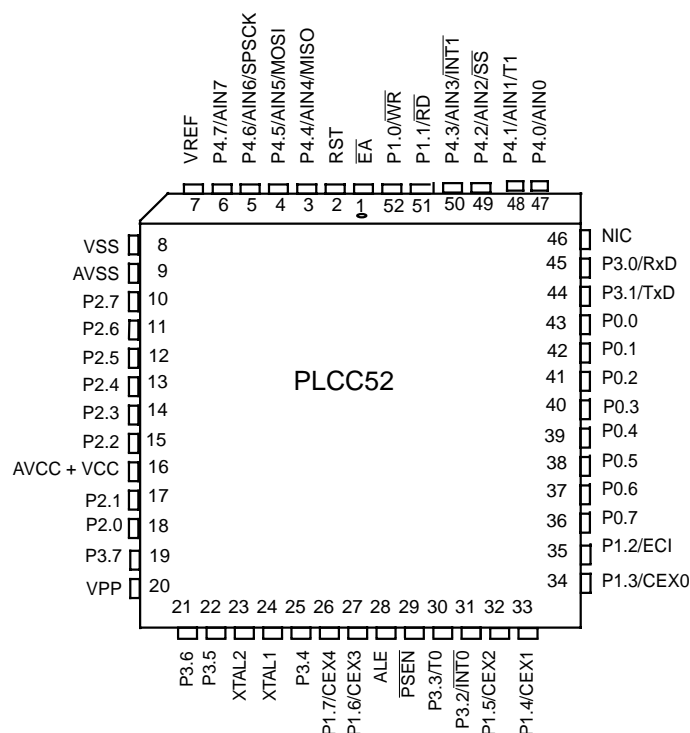 VREF
P4.7/AIN7
P4.6/AIN6/SPSCK
P4.5/AIN5/MOSI
P4.4/AIN4/MISO
RST
EA
P1.0/WR
P1.1/RD
P4.3/AIN3/INT1
P4.2/AIN2/SS
P4.1/AIN1/T1
P4.0/AIN0
7 6 5 4 3 2 1 52 51 50 49 48 47
VSS 8
AVSS 9
P2.7 10
P2.6 11
P2.5 12
P2.4 13
P2.3 14
P2.2 15
AVCC + VCC 16
P2.1 17
P2.0 18
P3.7 19
VPP 20
PLCC52
46 NIC
45 P3.0/RxD
44 P3.1/TxD
43 P0.0
42 P0.1
41 P0.2
40 P0.3
39 P0.4
38 P0.5
37 P0.6
36 P0.7
35 P1.2/ECI
34 P1.3/CEX0
21 22 23 24 25 26 27 28 29 30 31 32 33
P3.6
P3.5
XTAL2
XTAL1
P3.4
P1.7/CEX4
P1.6/CEX3
ALE
PSEN
P3.3/T0
P3.2/INT0
P1.5/CEX2
P1.4/CEX1